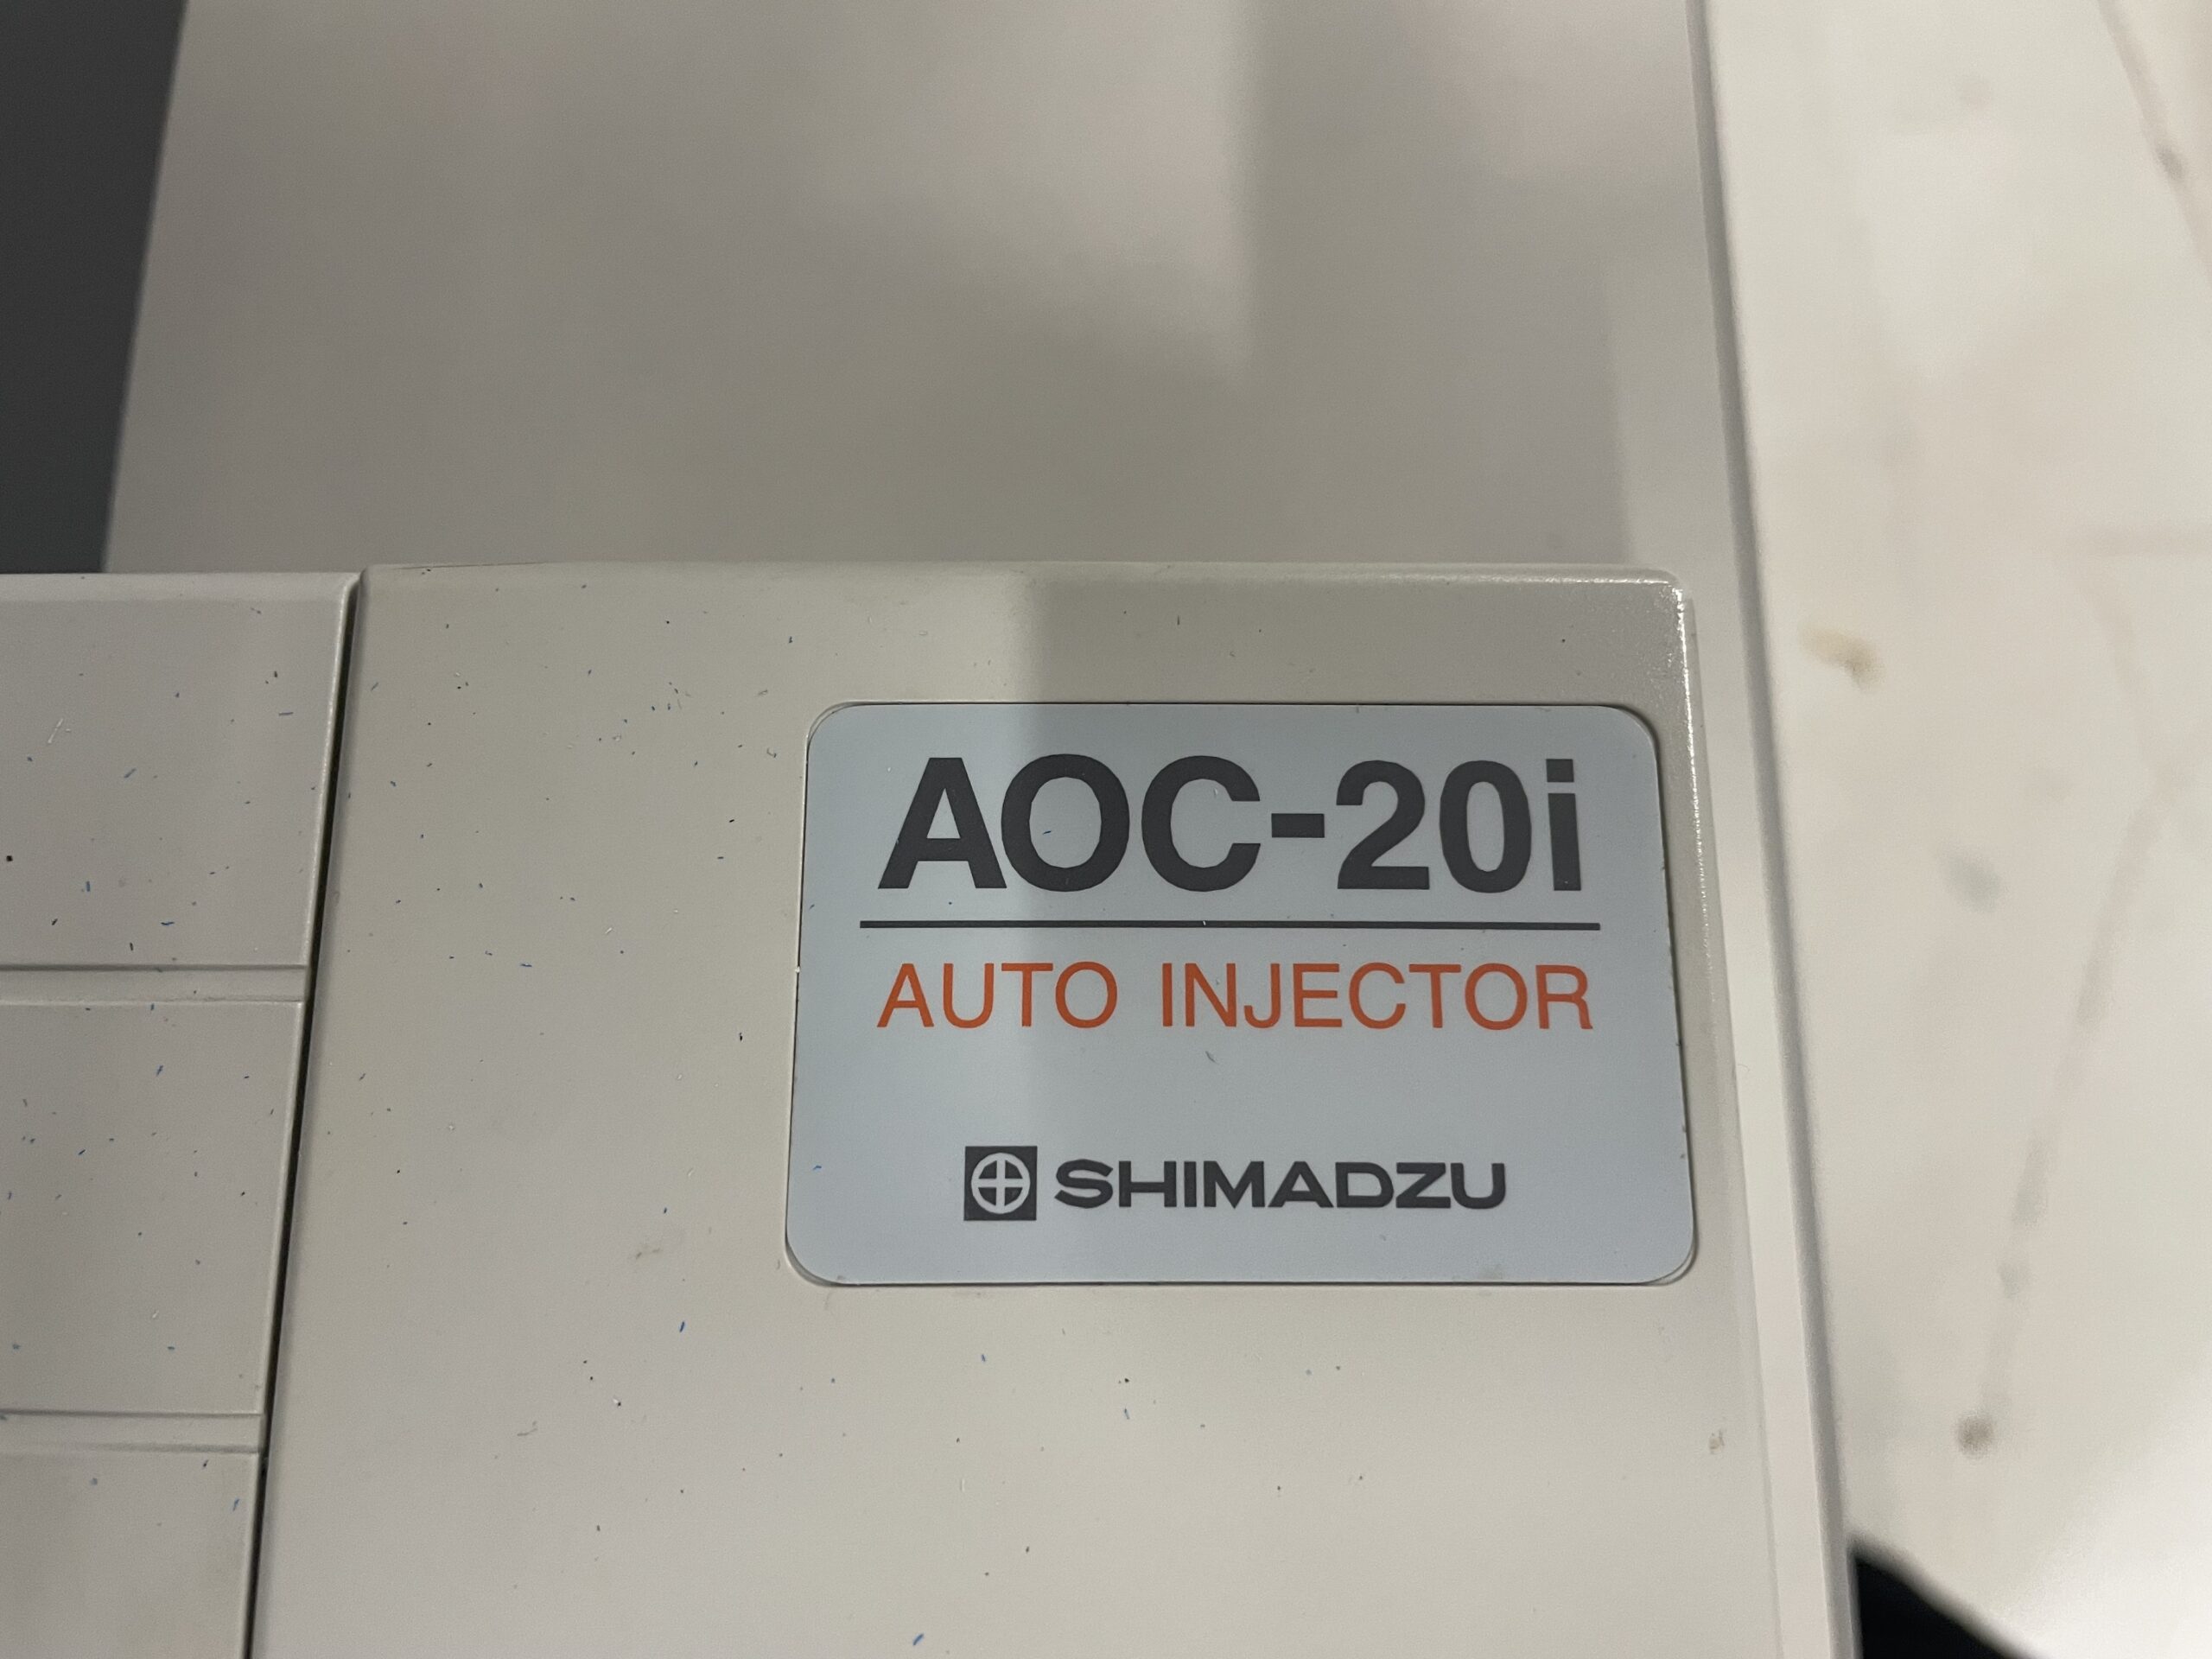 AOC-20i
AUTO INJECTOR
SHIMADZU